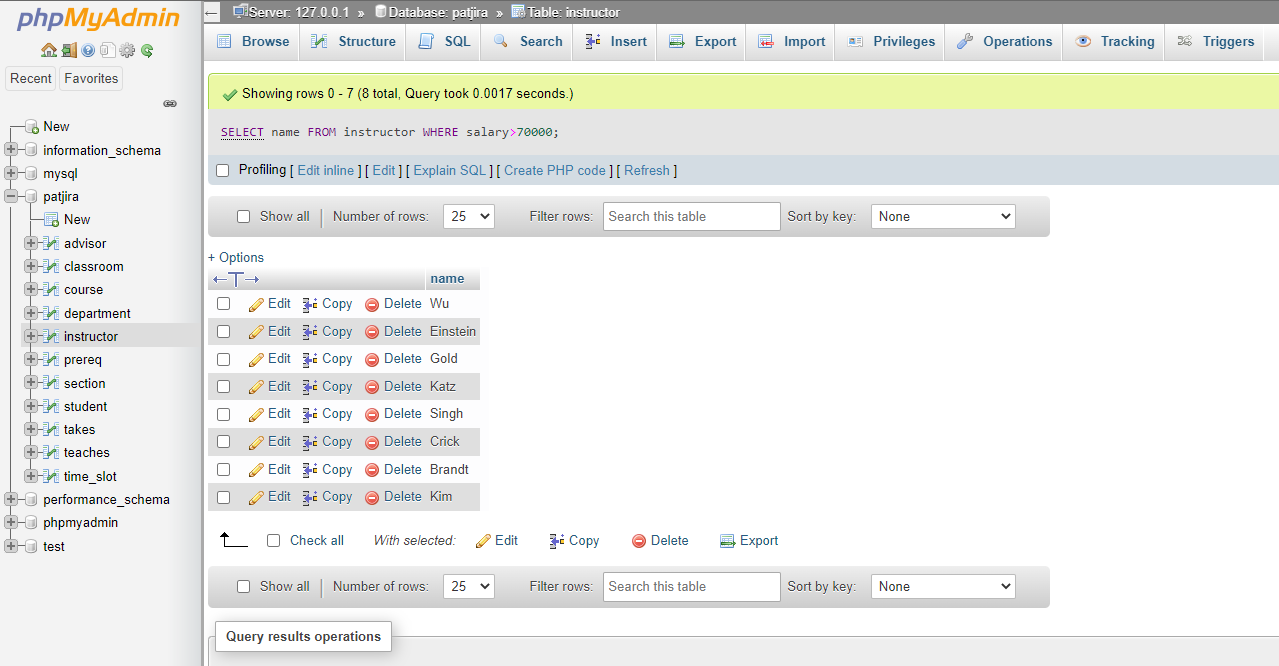 phpMyAdmin
Recent Favorites
New
information_schema
mysql
patjira
New
advisor
classroom
course
department
instructor
prereq
section
student
takes
teaches
time_slot
performance_schema
phpmyadmin
test
Server: 127.0.0.1 » Database: patjira » Table: instructor
Browse Structure SQL Search Insert Export Import Privileges Operations Tracking Triggers
Showing rows 0 - 7 (8 total, Query took 0.0017 seconds.)
SELECT name FROM instructor WHERE salary>70000;
Profiling [ Edit inline ] [ Edit ] [ Explain SQL ] [ Create PHP code ] [ Refresh ]
Show all | Number of rows: 25 Filter rows: Search this table Sort by key: None
+ Options
←T→ name
Edit Copy Delete Wu
Edit Copy Delete Einstein
Edit Copy Delete Gold
Edit Copy Delete Katz
Edit Copy Delete Singh
Edit Copy Delete Crick
Edit Copy Delete Brandt
Edit Copy Delete Kim
Check all With selected: Edit Copy Delete Export
Show all | Number of rows: 25 Filter rows: Search this table Sort by key: None
Query results operations